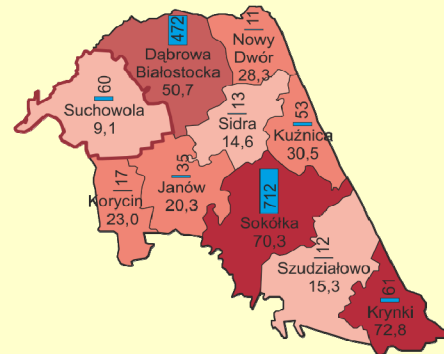 472
Dąbrowa
Białostocka
50,7
11
Nowy
Dwór
28,3
60
Suchowola
9,1
13
Sidra
14,6
53
Kuźnica
30,5
17
Korycin
23,0
35
Janów
20,3
712
Sokółka
70,3
12
Szudziałowo
15,3
61
Krynki
72,8